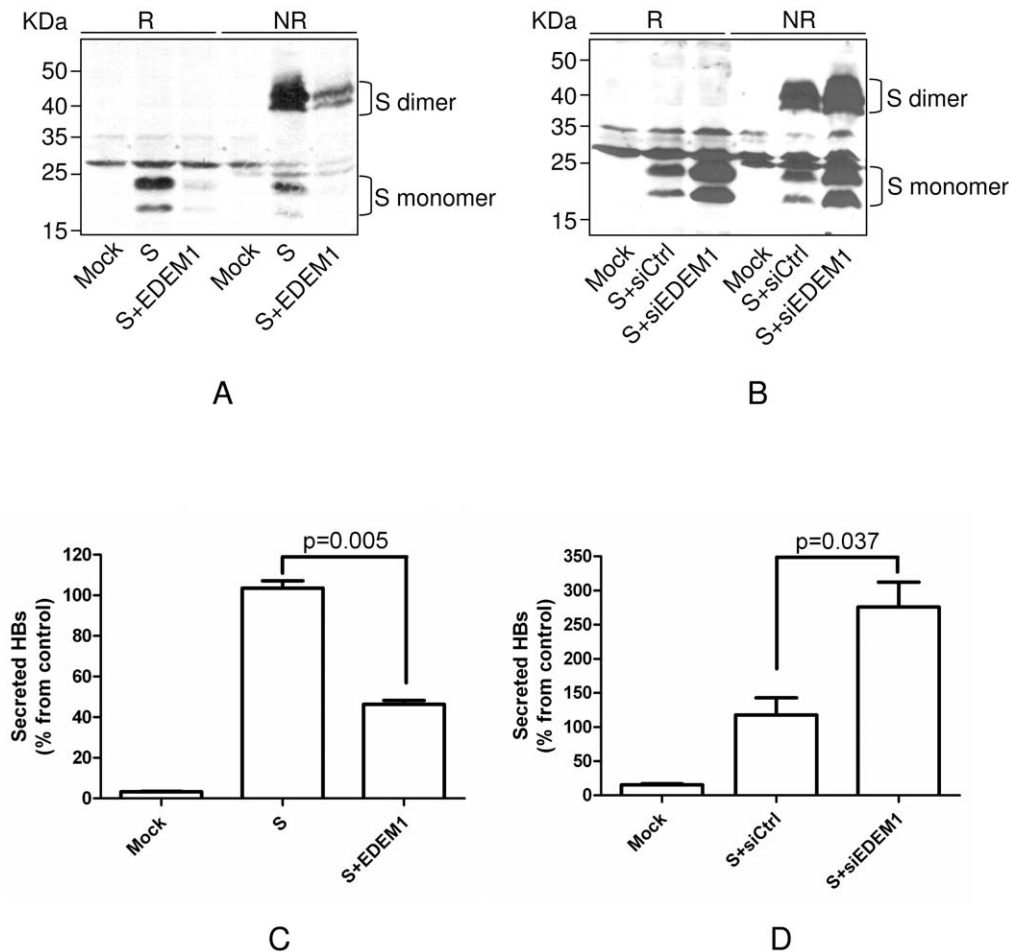 KDa
R
NR
50
40
35
25
15
S dimer
S monomer
Mock
S
S+EDEM1
Mock
S
S+EDEM1
A
KDa
R
NR
50
40
35
25
15
S dimer
S monomer
Mock
S+siCtrl
S+siEDEM1
Mock
S+siCtrl
S+siEDEM1
B
Secreted HBs
(% from control)
120
100
80
60
40
20
0
p=0.005
Mock
S
S+EDEM1
C
Secreted HBs
(% from control)
350
300
250
200
150
100
50
0
p=0.037
Mock
S+siCtrl
S+siEDEM1
D